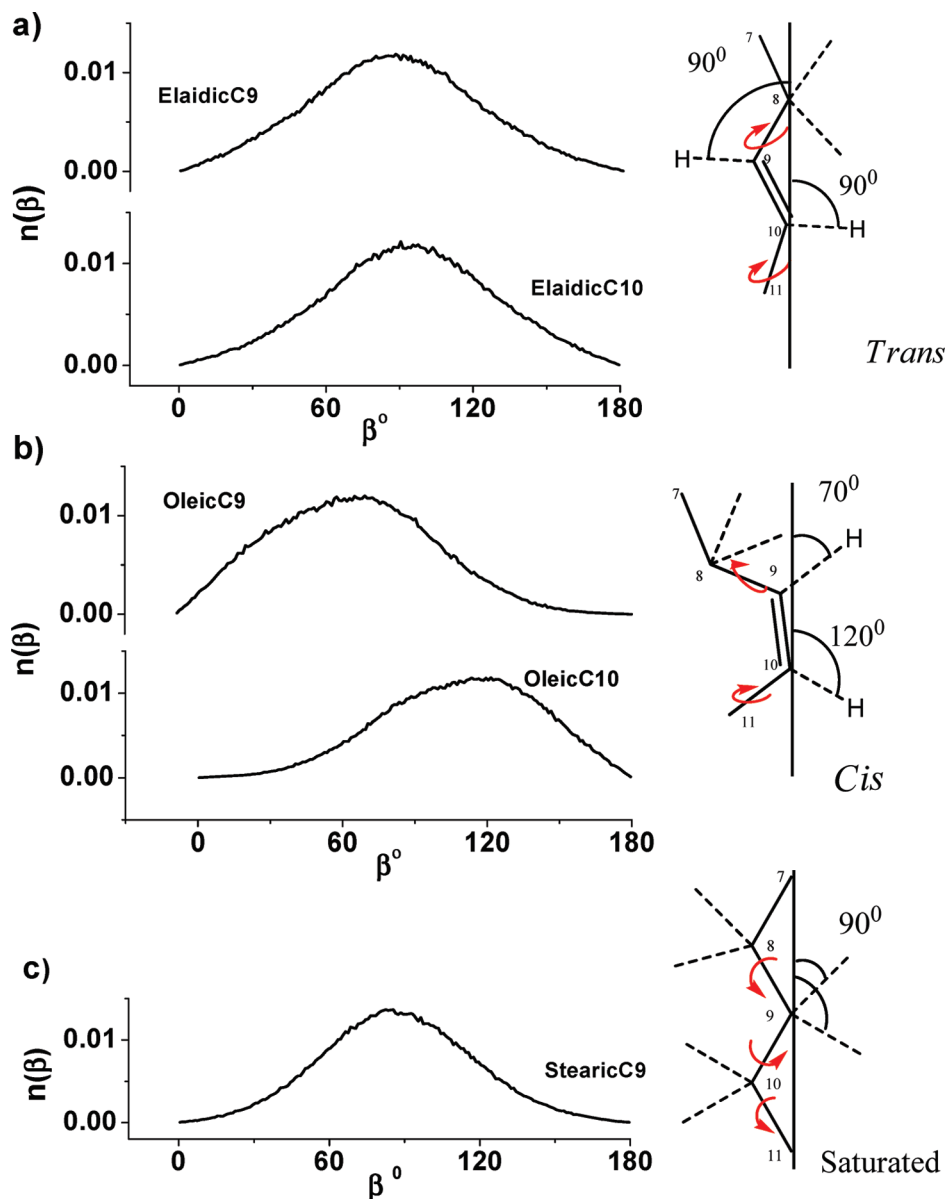 a)
0.01
ElaidicC9
0.00
n(β)
0.01
ElaidicC10
0.00
0 60 120 180
β°
7
90⁰
8
H
9
90⁰
10
H
11
Trans
b)
OleicC9
0.01
0.00
n(β)
0.01
OleicC10
0.00
0 60 120 180
β°
7
70⁰
H
9
8
120⁰
10
H
11
Cis
c)
0.01
n(β)
StearicC9
0.00
0 60 120 180
β⁰
7
90⁰
8
9
10
11
Saturated